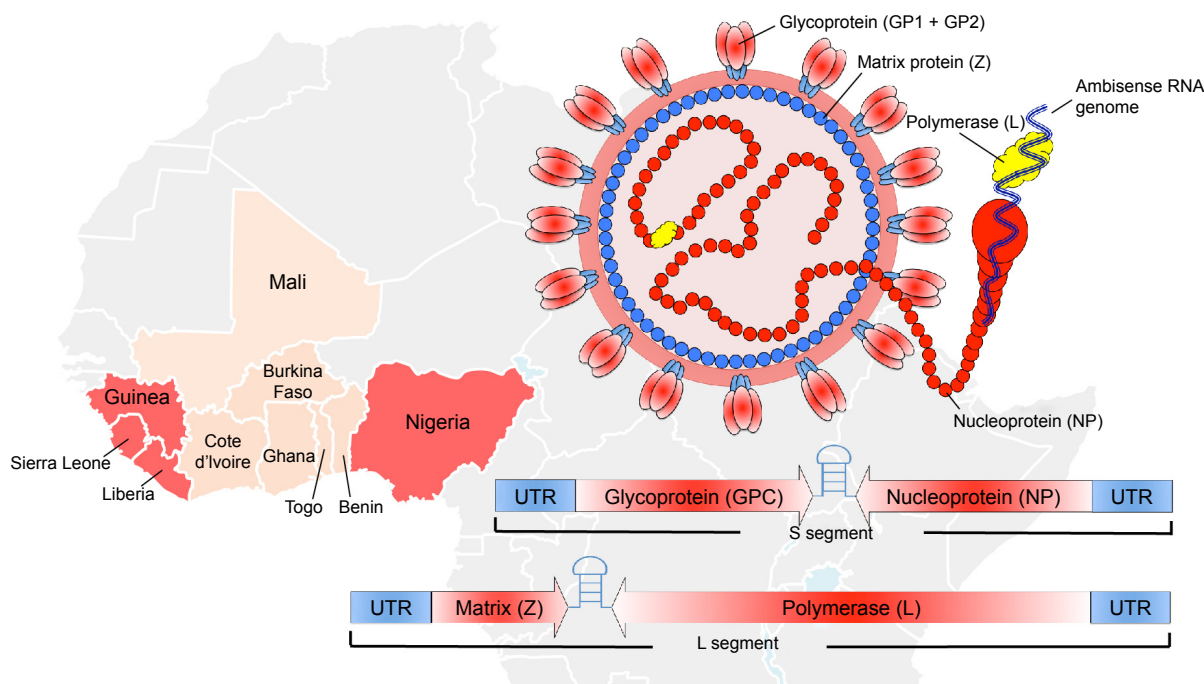 Glycoprotein (GP1 + GP2)
Matrix protein (Z)
Ambisense RNA
genome
Polymerase (L)
Nucleoprotein (NP)
Mali
Burkina
Faso
Guinea
Nigeria
Cote
d'Ivoire
Ghana
Sierra Leone
Liberia
Togo
Benin
UTR
Glycoprotein (GPC)
Nucleoprotein (NP)
UTR
S segment
UTR
Matrix (Z)
Polymerase (L)
UTR
L segment